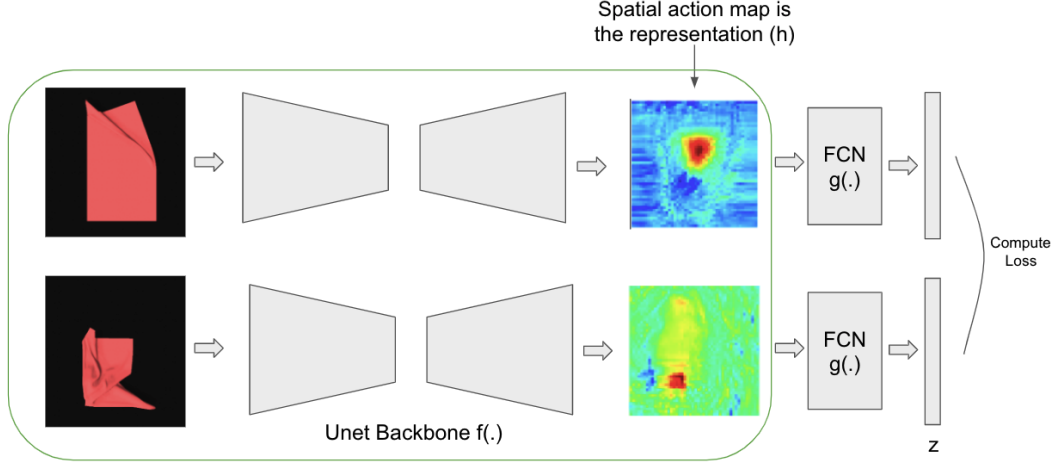 Spatial action map is
the representation (h)
FCN
g(.)
Compute
Loss
FCN
g(.)
Unet Backbone f(.)
z